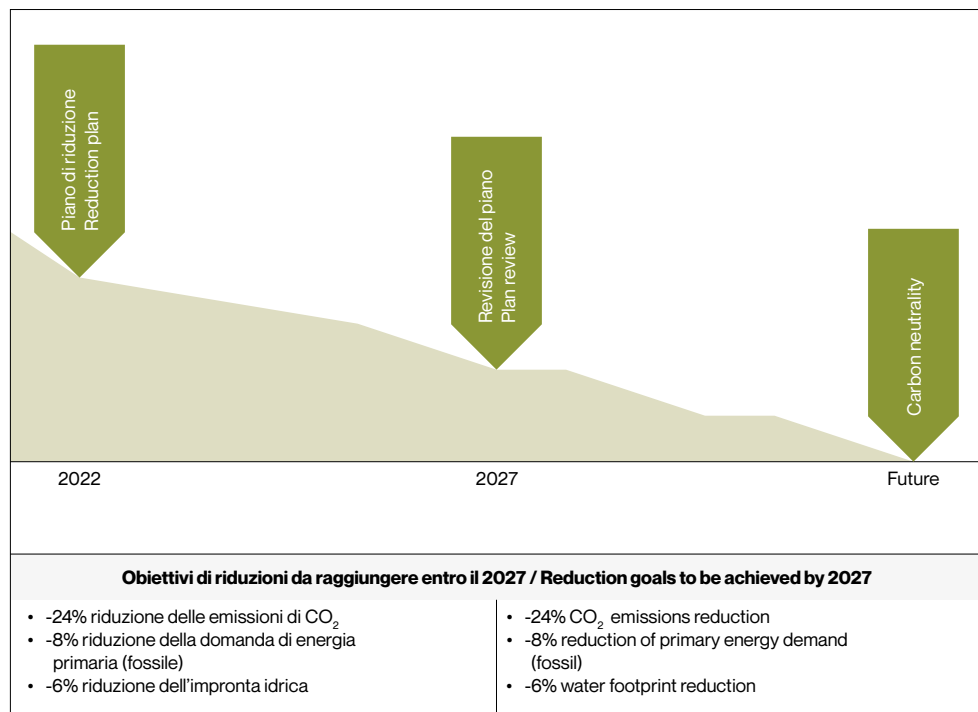 Piano di riduzione
Reduction plan
Revisione del piano
Plan review
Carbon neutrality
2022
2027
Future
Obiettivi di riduzioni da raggiungere entro il 2027 / Reduction goals to be achieved by 2027
• -24% riduzione delle emissioni di CO₂
• -8% riduzione della domanda di energia
primaria (fossile)
• -6% riduzione dell'impronta idrica
• -24% CO₂ emissions reduction
• -8% reduction of primary energy demand
(fossil)
• -6% water footprint reduction